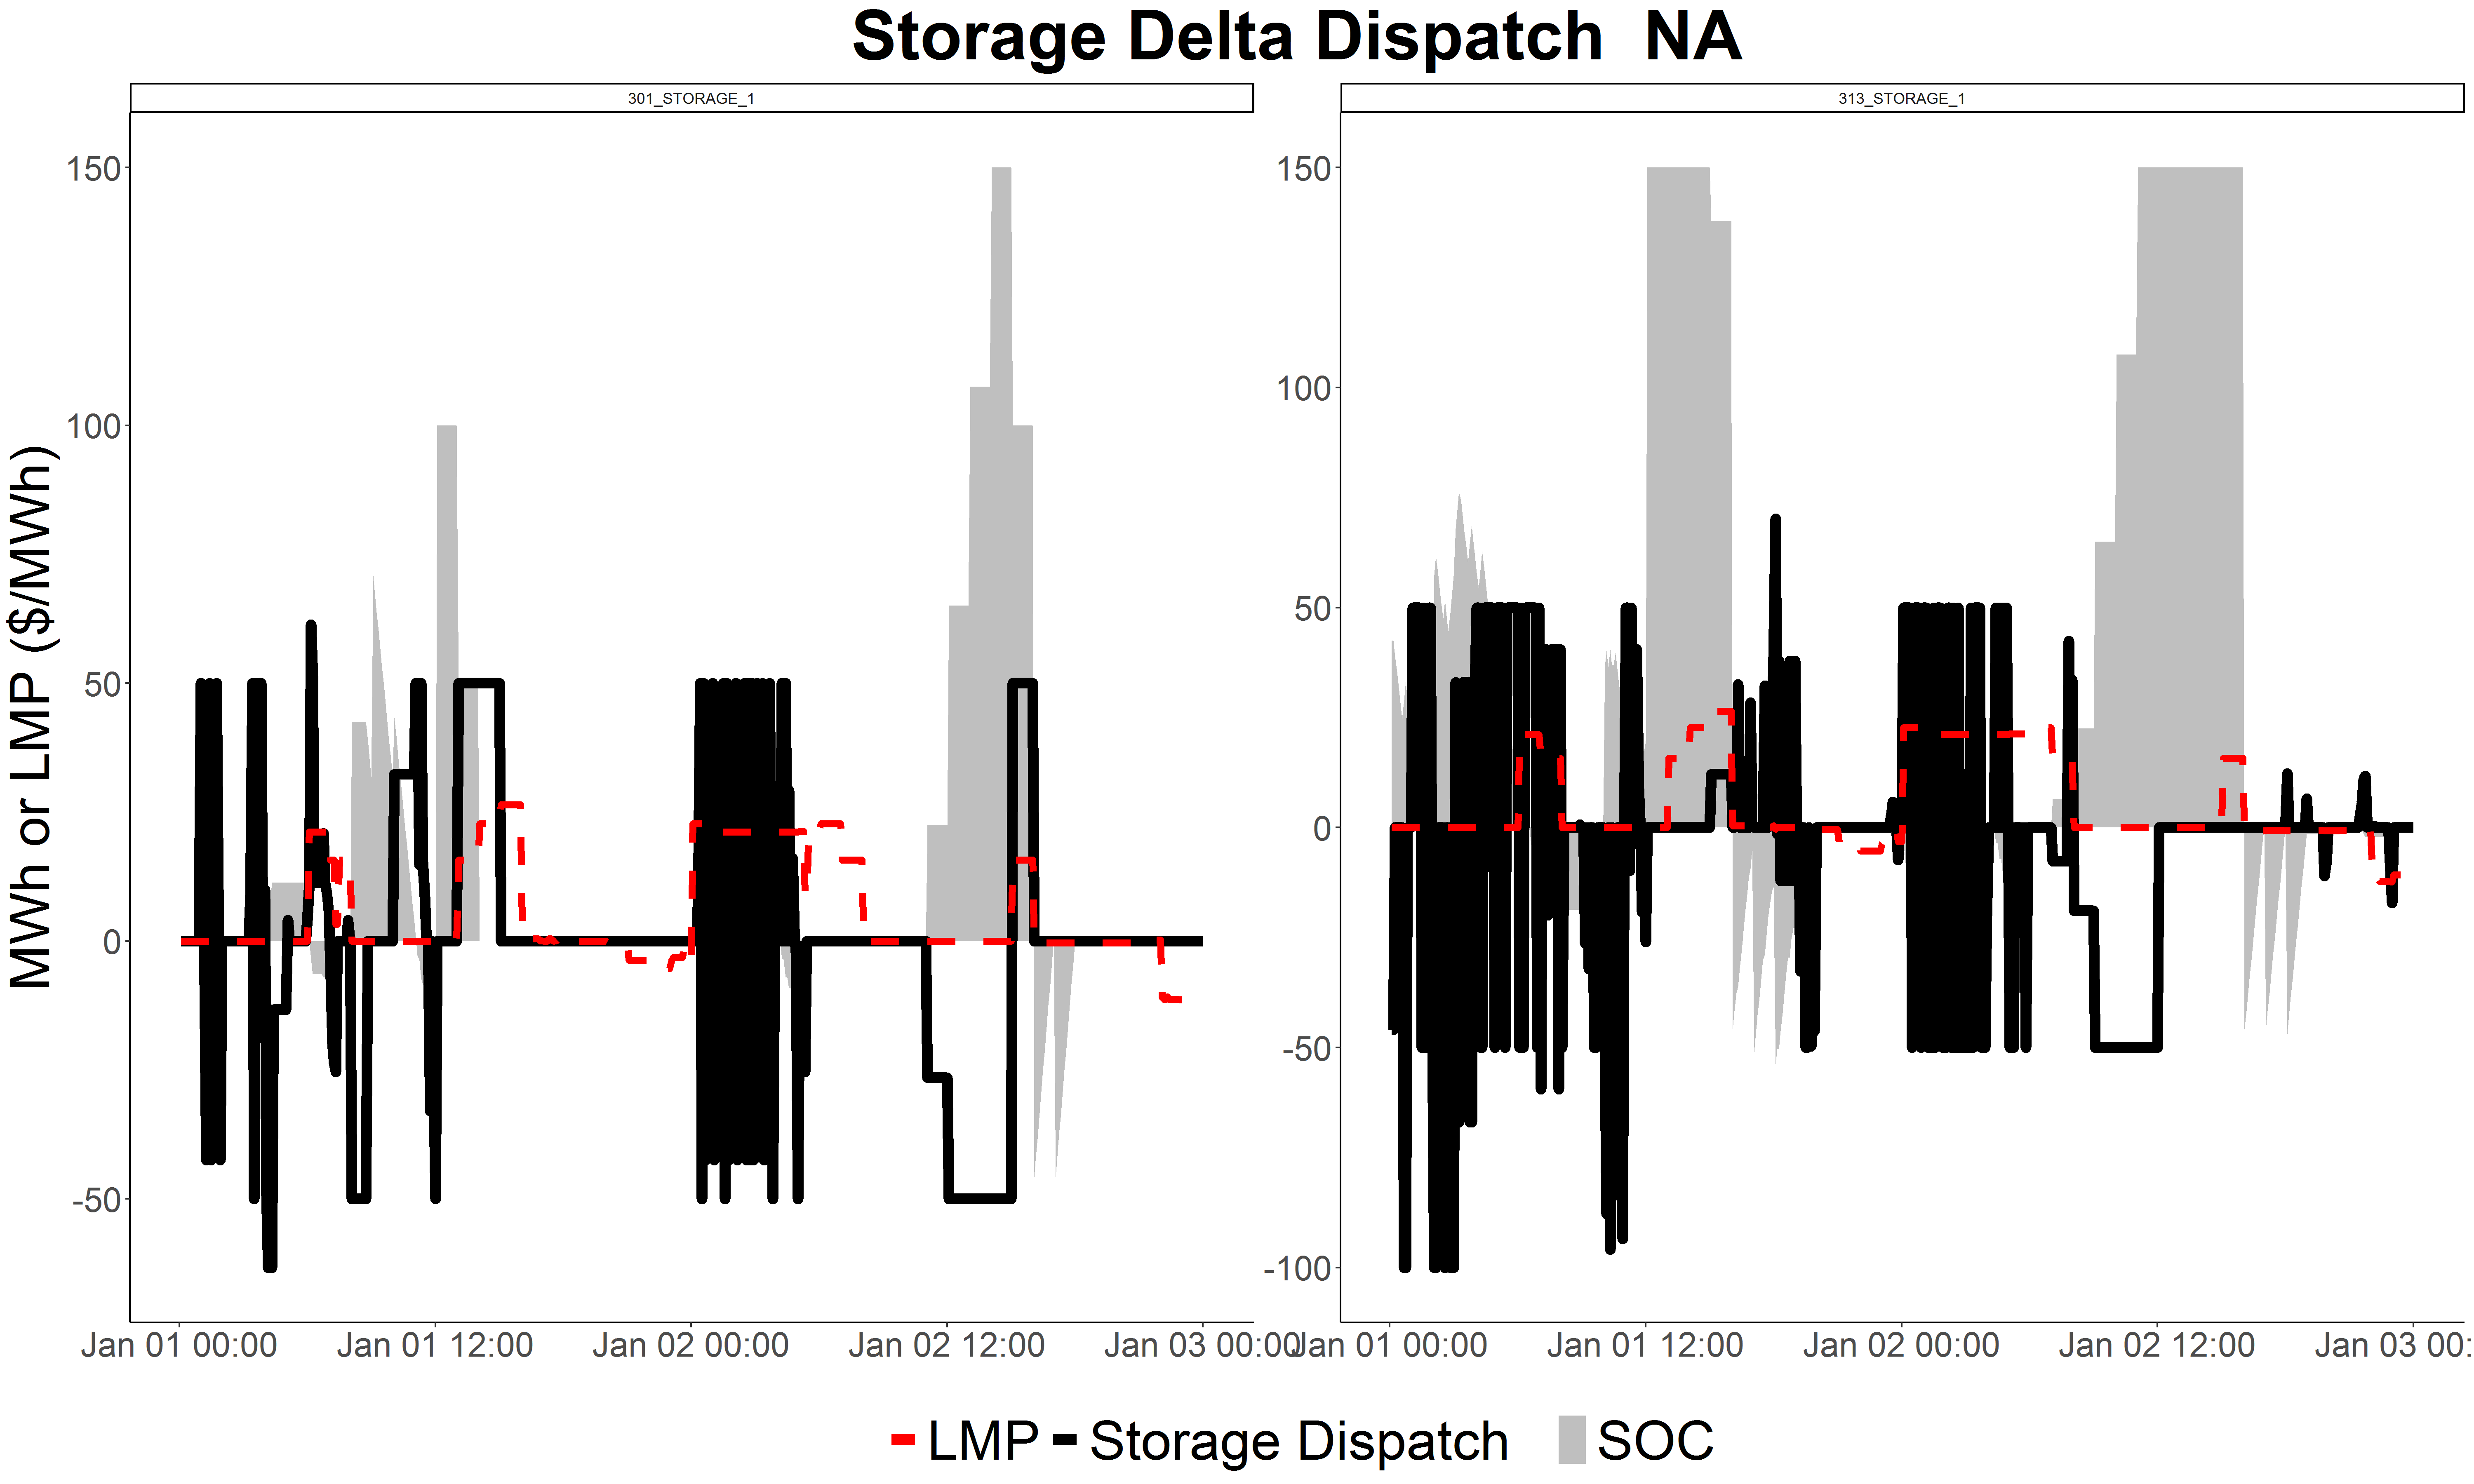 Storage Delta Dispatch  NA
301_STORAGE_1
313_STORAGE_1
MWh or LMP ($/MWh)
150
100
50
0
-50
150
100
50
0
-50
-100
Jan 01 00:00
Jan 01 12:00
Jan 02 00:00
Jan 02 12:00
Jan 03 00:00
Jan 01 00:00
Jan 01 12:00
Jan 02 00:00
Jan 02 12:00
Jan 03 00:
LMP
Storage Dispatch
SOC